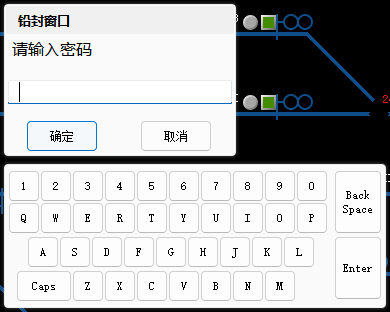 铅封窗口
请输入密码
确定 取消
1 2 3 4 5 6 7 8 9 0 Back Space
Q W E R T Y U I O P
A S D F G H J K L Enter
Caps Z X C V B N M